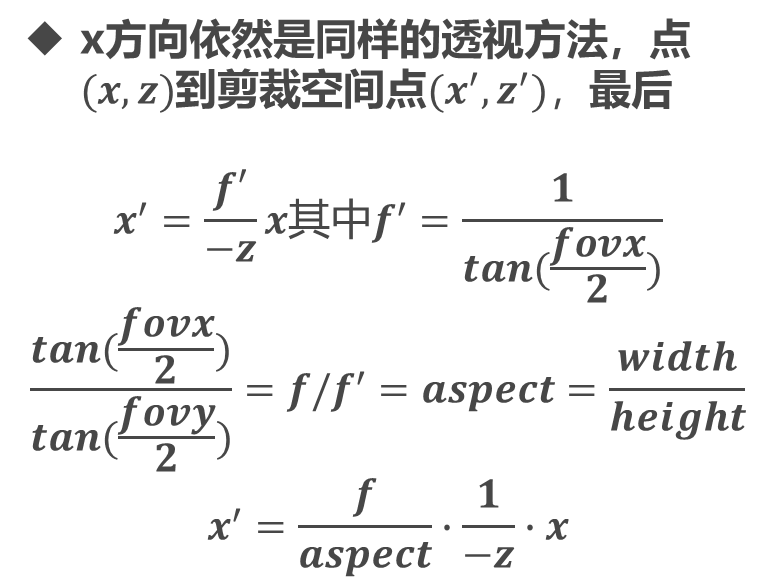 ◆ x方向依然是同样的透视方法，点
(x, z)到剪裁空间点(x′, z′)，最后
x′ = \frac{f′}{-z} x其中f′ = \frac{1}{tan(\frac{fovx}{2})}
\frac{tan(\frac{fovx}{2})}{tan(\frac{fovy}{2})} = f/f′ = aspect = \frac{width}{height}
x′ = \frac{f}{aspect} · \frac{1}{-z} · x